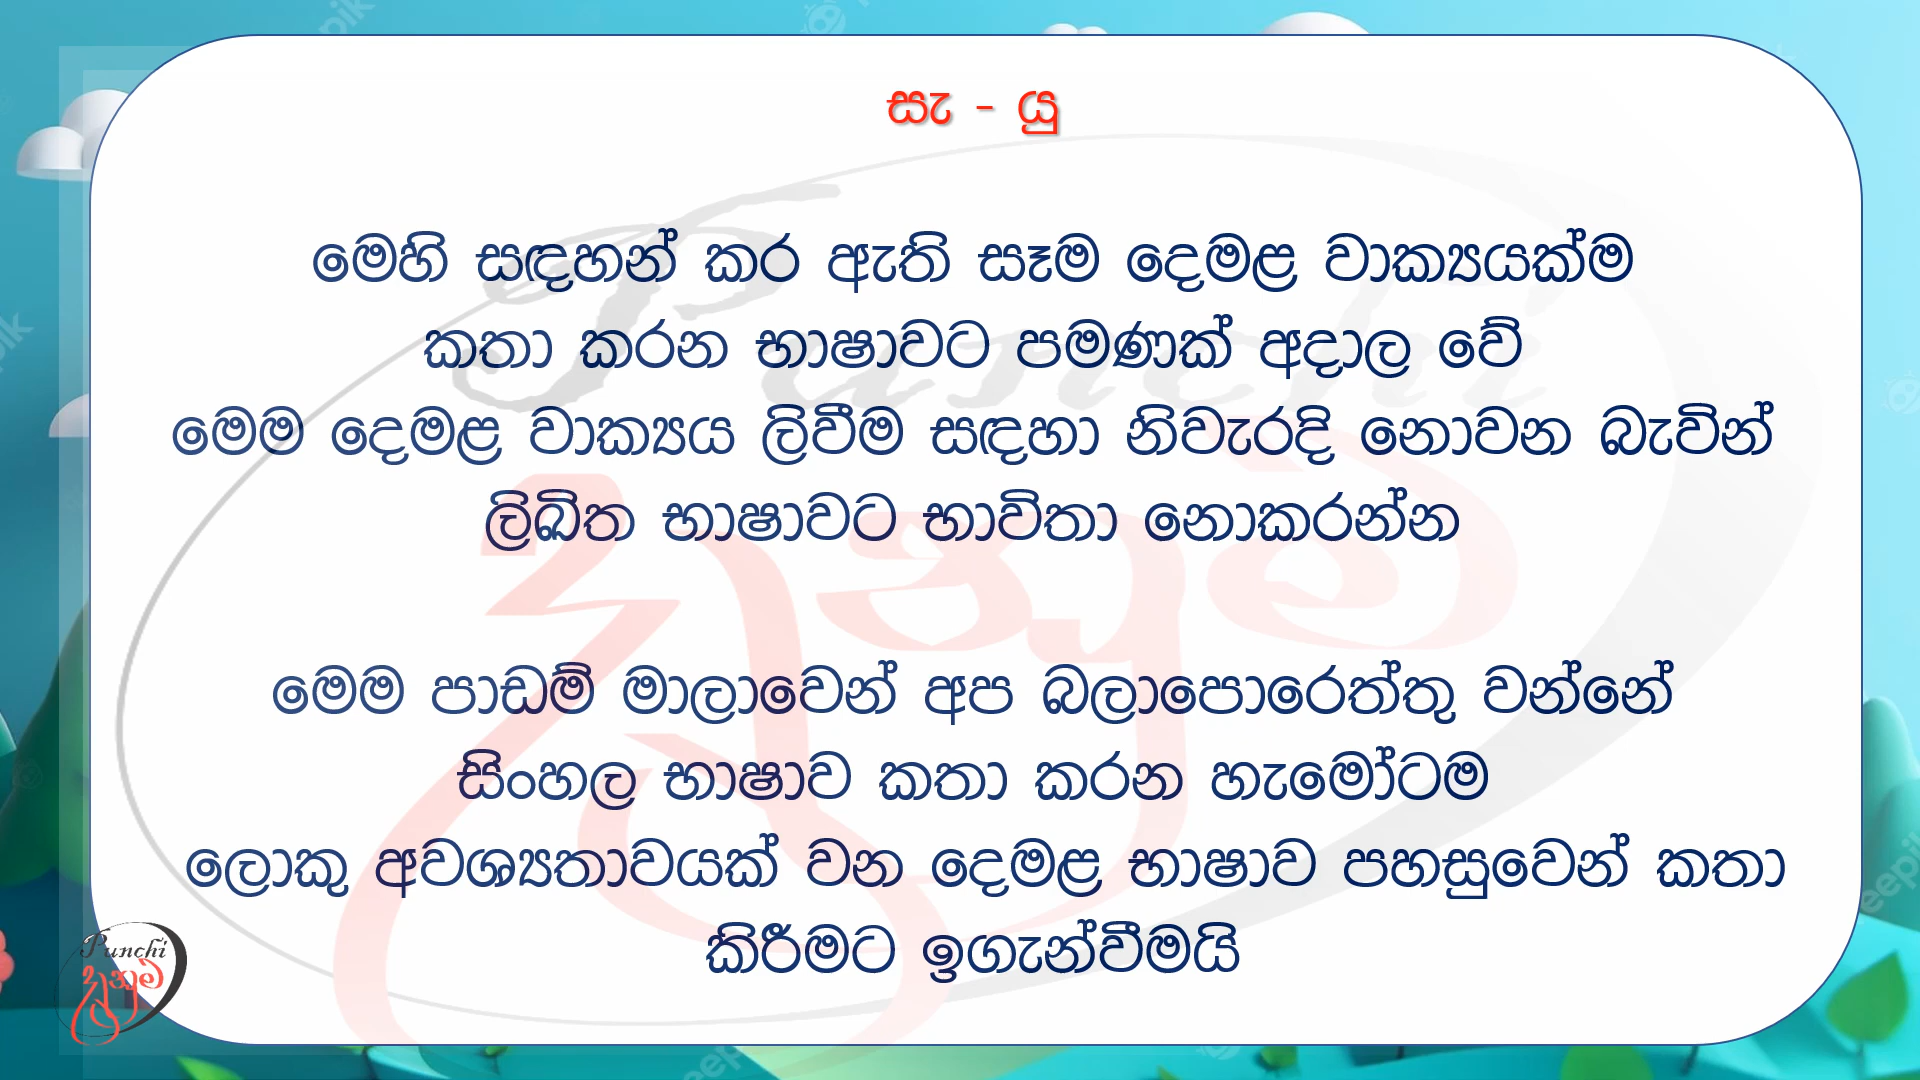 සැ - යු
මෙහි සඳහන් කර ඇති සෑම දෙමළ වාක්‍යයක්ම
කතා කරන භාෂාවට පමණක් අදාල වේ
මෙම දෙමළ වාක්‍යය ලිවීම සඳහා නිවැරදි නොවන බැවින්
ලිඛිත භාෂාවට භාවිතා නොකරන්න
මෙම පාඩම් මාලාවෙන් අප බලාපොරෙත්තු වන්නේ
සිංහල භාෂාව කතා කරන හැමෝටම
ලොකු අවශ්‍යතාවයක් වන දෙමළ භාෂාව පහසුවෙන් කතා
කිරීමට ඉගැන්වීමයි
Punchi
දැනුම